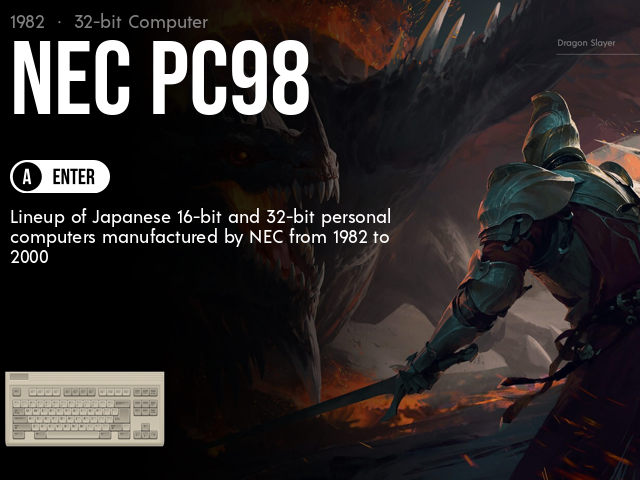 1982 · 32-bit Computer
NEC PC98
Dragon Slayer
A ENTER
Lineup of Japanese 16-bit and 32-bit personal
computers manufactured by NEC from 1982 to
2000